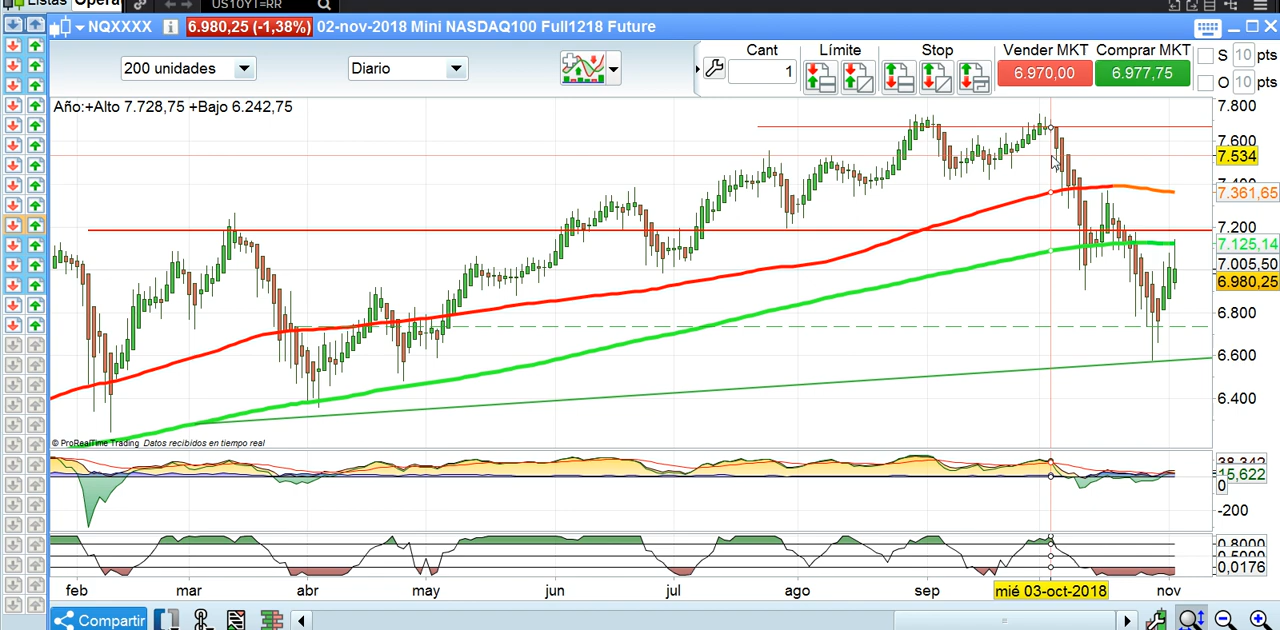 Listas Opera
US10YT=RR
NQXXXX i 6.980,25 (-1,38%) 02-nov-2018 Mini NASDAQ100 Full1218 Future
200 unidades Diario
Cant Límite Stop Vender MKT Comprar MKT
1 6.970,00 6.977,75
S 10 pts
O 10 pts
Año:+Alto 7.728,75 +Bajo 6.242,75
7.800
7.600
7.534
7.400
7.361,65
7.200
7.125,14
7.005,50
6.980,25
6.800
6.600
6.400
© ProRealTime Trading Datos recibidos en tiempo real
38,342
15,622
0
-200
0,8000
0,5000
0,0176
feb mar abr may jun jul ago sep mié 03-oct-2018 nov
Compartir